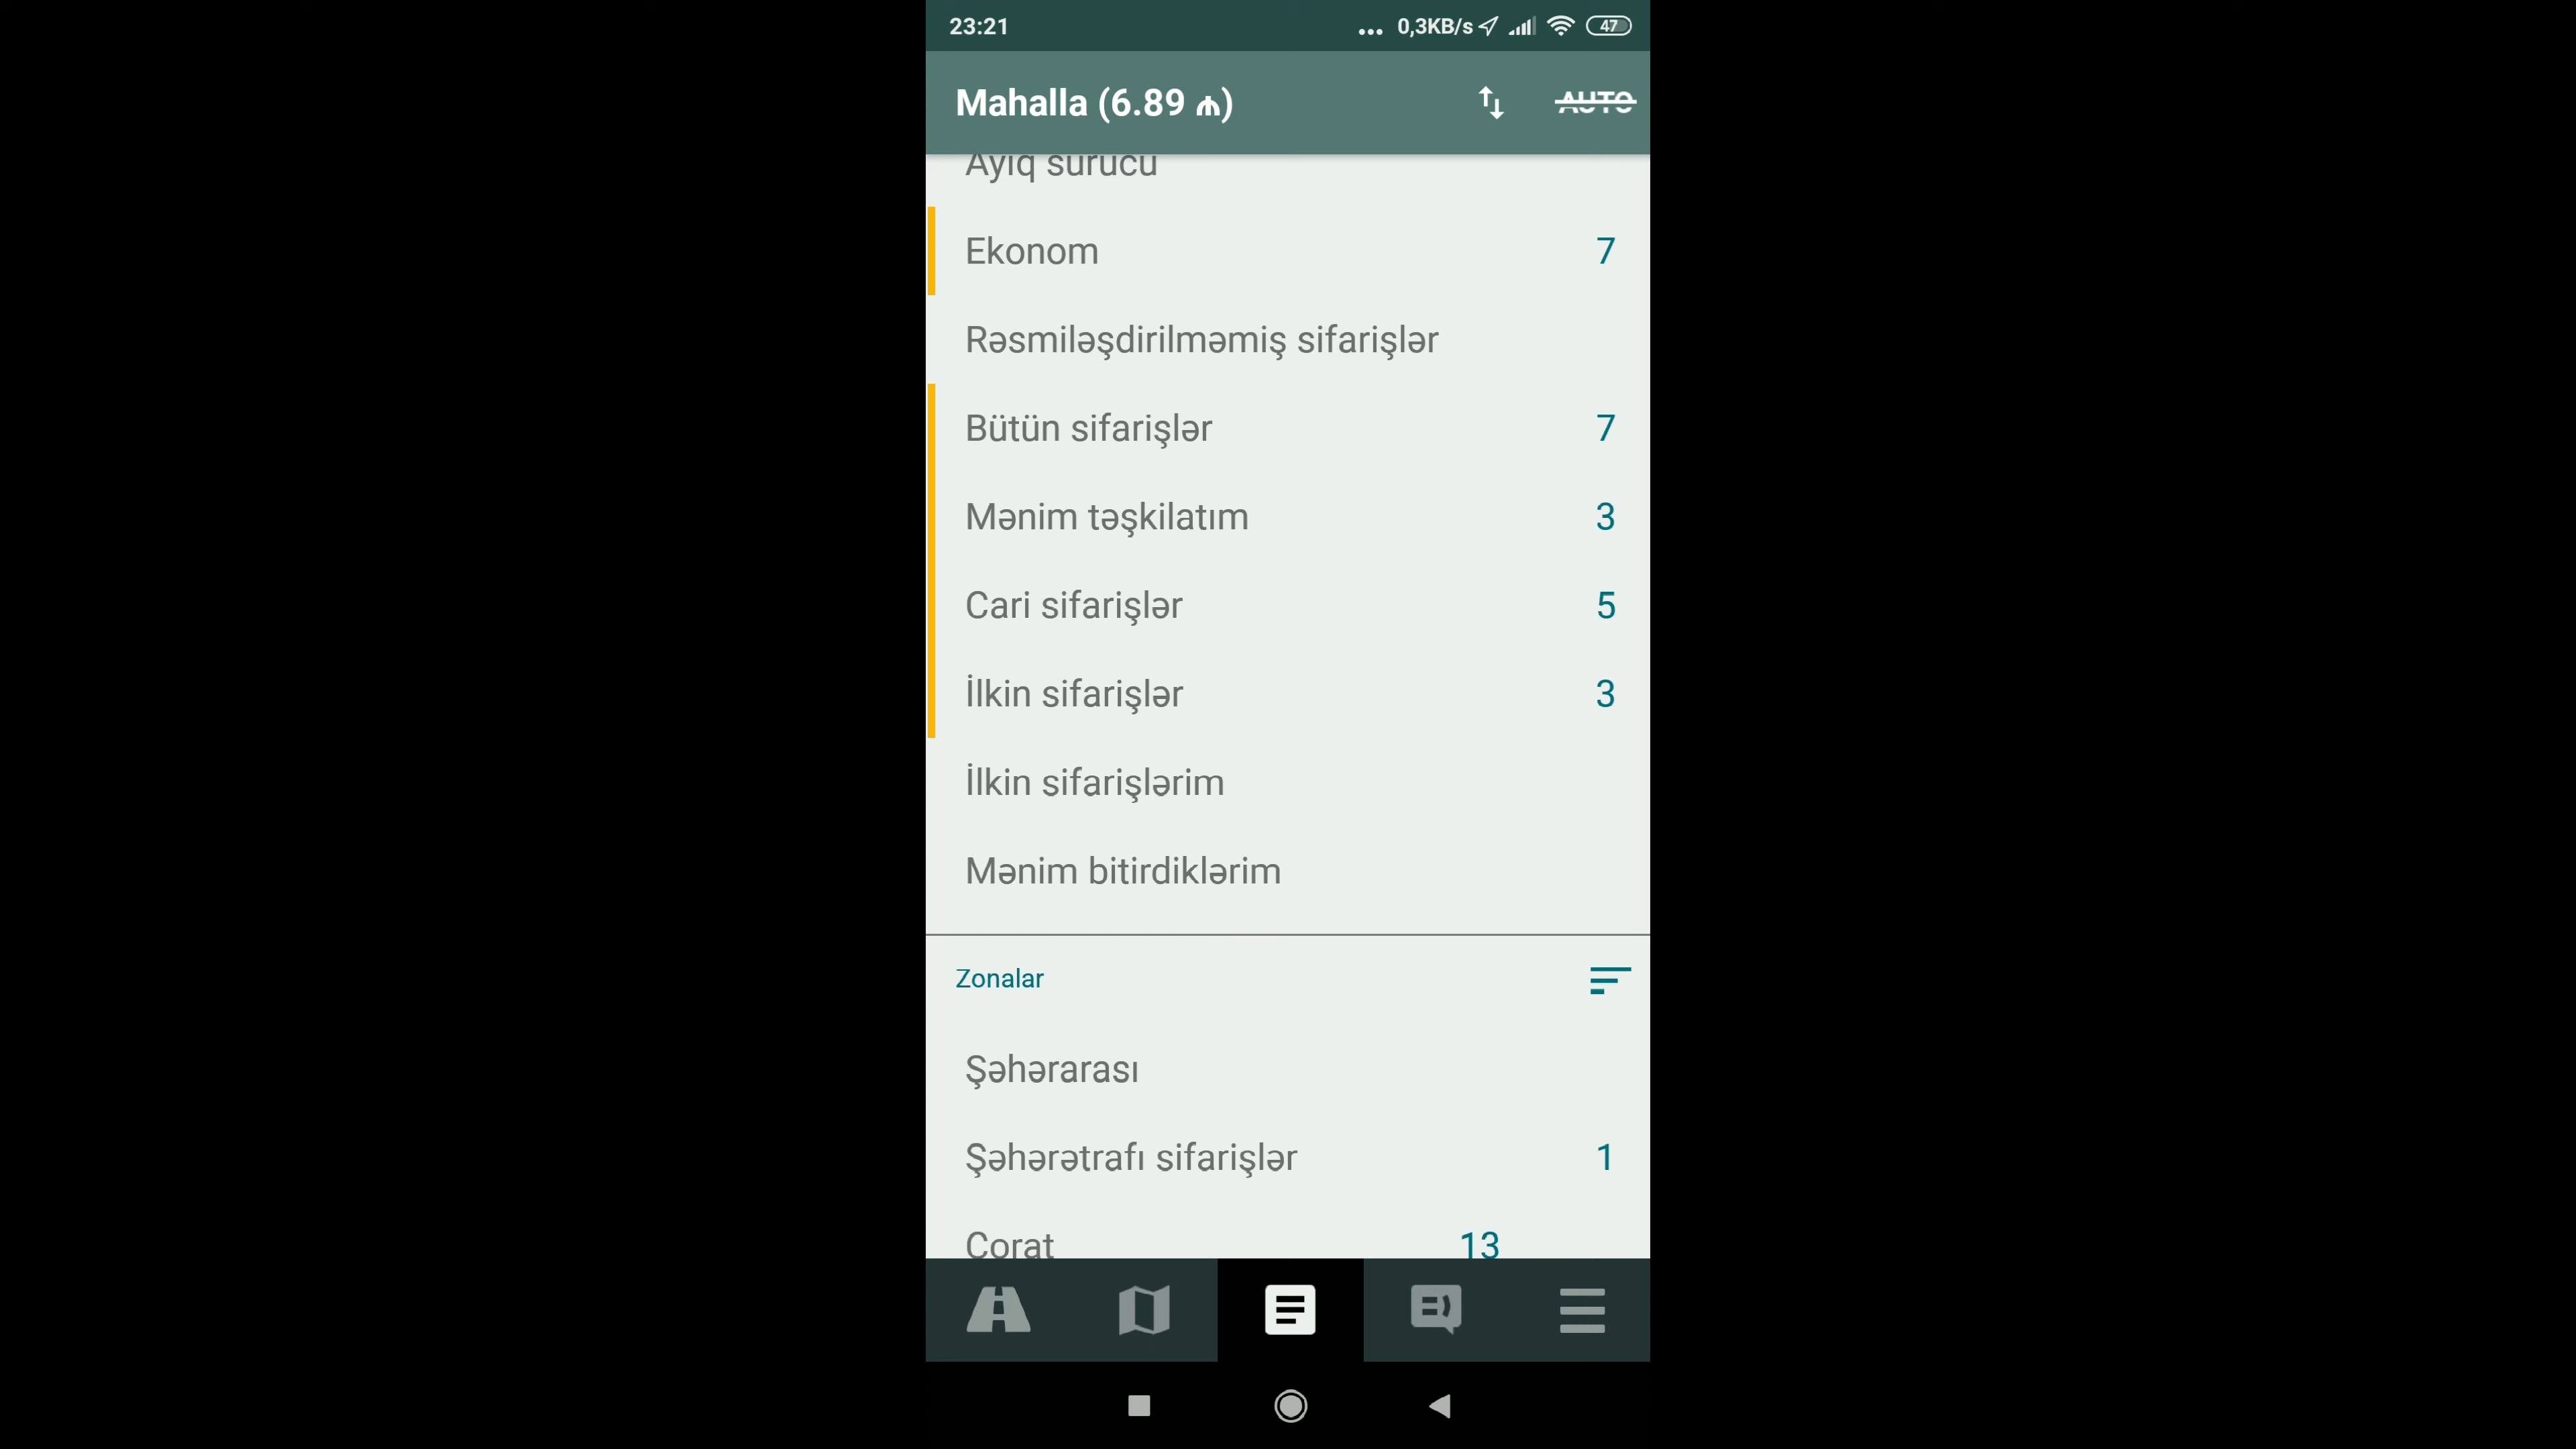 23:21 ... 0,3KB/s 47
Mahalla (6.89 ₼) AUTO
Ayıq sürücü
Ekonom 7
Rəsmiləşdirilməmiş sifarişlər
Bütün sifarişlər 7
Mənim təşkilatım 3
Cari sifarişlər 5
İlkin sifarişlər 3
İlkin sifarişlərim
Mənim bitirdiklərim
Zonalar
Şəhərarası
Şəhərətrafı sifarişlər 1
Corat 13